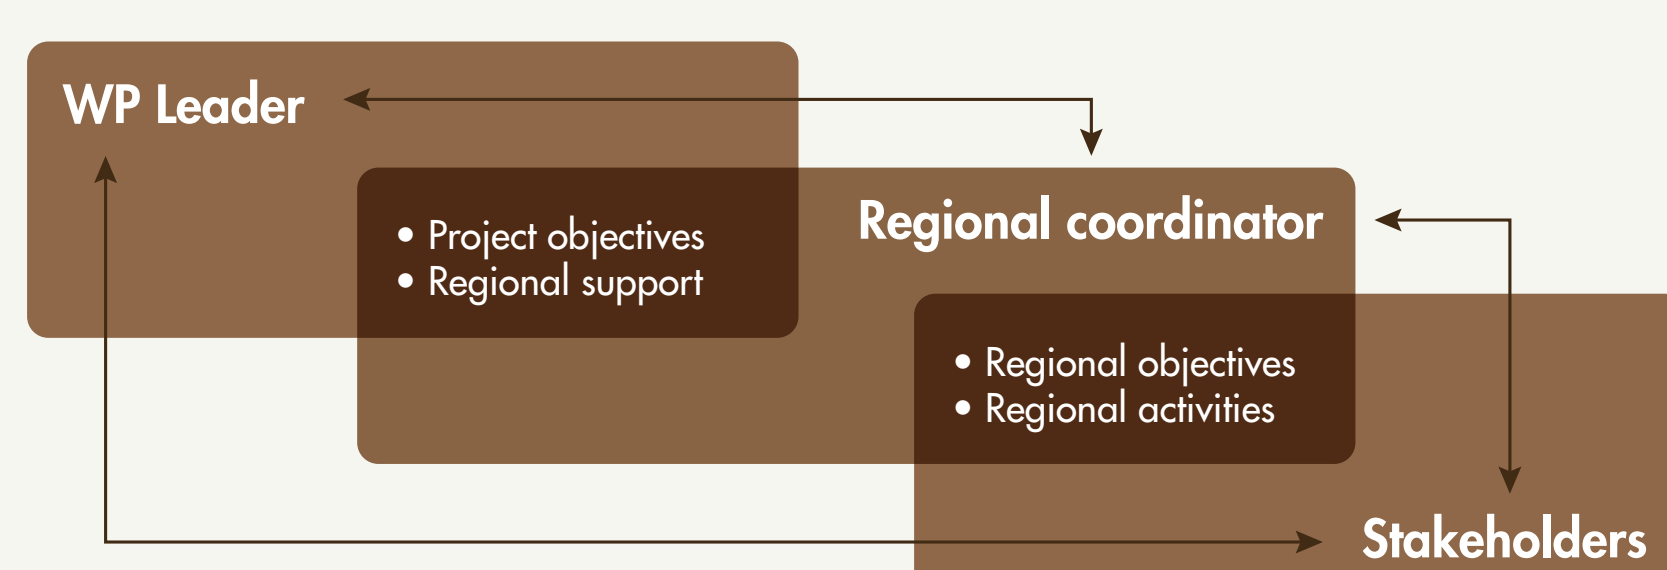 WP Leader
• Project objectives
• Regional support
Regional coordinator
• Regional objectives
• Regional activities
Stakeholders